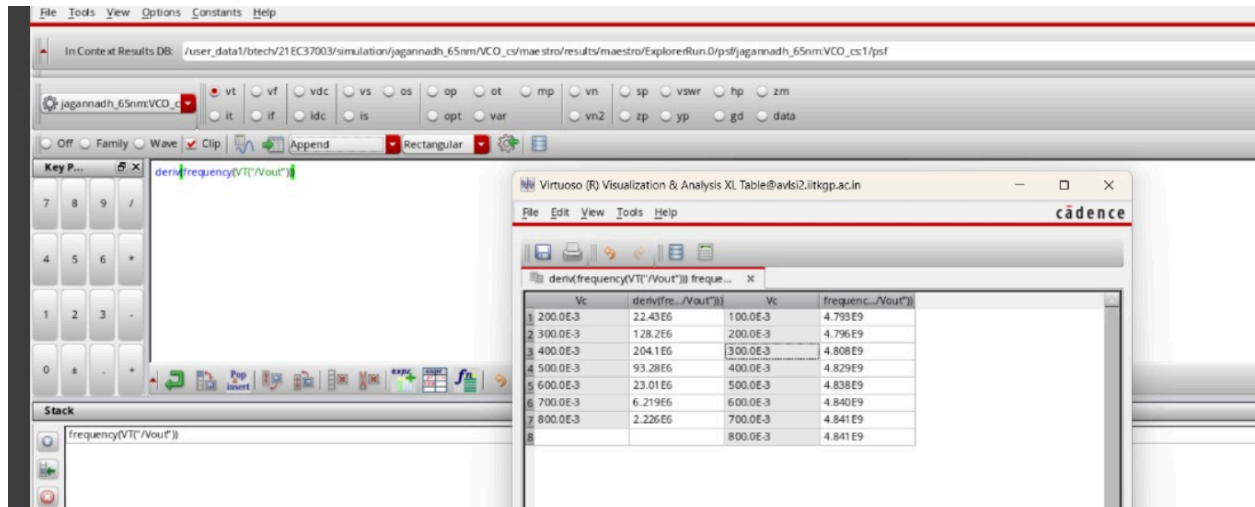 File Tools View Options Constants Help
In Context Results DB: /user_data1/btech/21EC37003/simulation/jagannadh_65nm/VCO_cs/maestro/results/maestro/ExplorerRun.0/psf/jagannadh_65nm:VCO_cs:1/psf
jagannadh_65nm:VCO_c
vt vf vdc vs os op ot mp vn sp vswr hp zm
it if idc is opt var vn2 zp yp gd data
Off Family Wave Clip Append Rectangular
Key P...
deriv(frequency(VT("/Vout")))
7 8 9 /
4 5 6 *
1 2 3 -
0 ± . +
Pop insert
expr
expr
fn
Stack
frequency(VT("/Vout"))
Virtuoso (R) Visualization & Analysis XL Table@avlsi2.iitkgp.ac.in
File Edit View Tools Help
cādence
deriv(frequency(VT("/Vout"))) freque...
Vc deriv(fre.../Vout"))) Vc frequenc.../Vout"))
1 200.0E-3 22.43E6 100.0E-3 4.793E9
2 300.0E-3 128.2E6 200.0E-3 4.796E9
3 400.0E-3 204.1E6 300.0E-3 4.808E9
4 500.0E-3 93.28E6 400.0E-3 4.829E9
5 600.0E-3 23.01E6 500.0E-3 4.838E9
6 700.0E-3 6.219E6 600.0E-3 4.840E9
7 800.0E-3 2.226E6 700.0E-3 4.841E9
8 800.0E-3 4.841E9